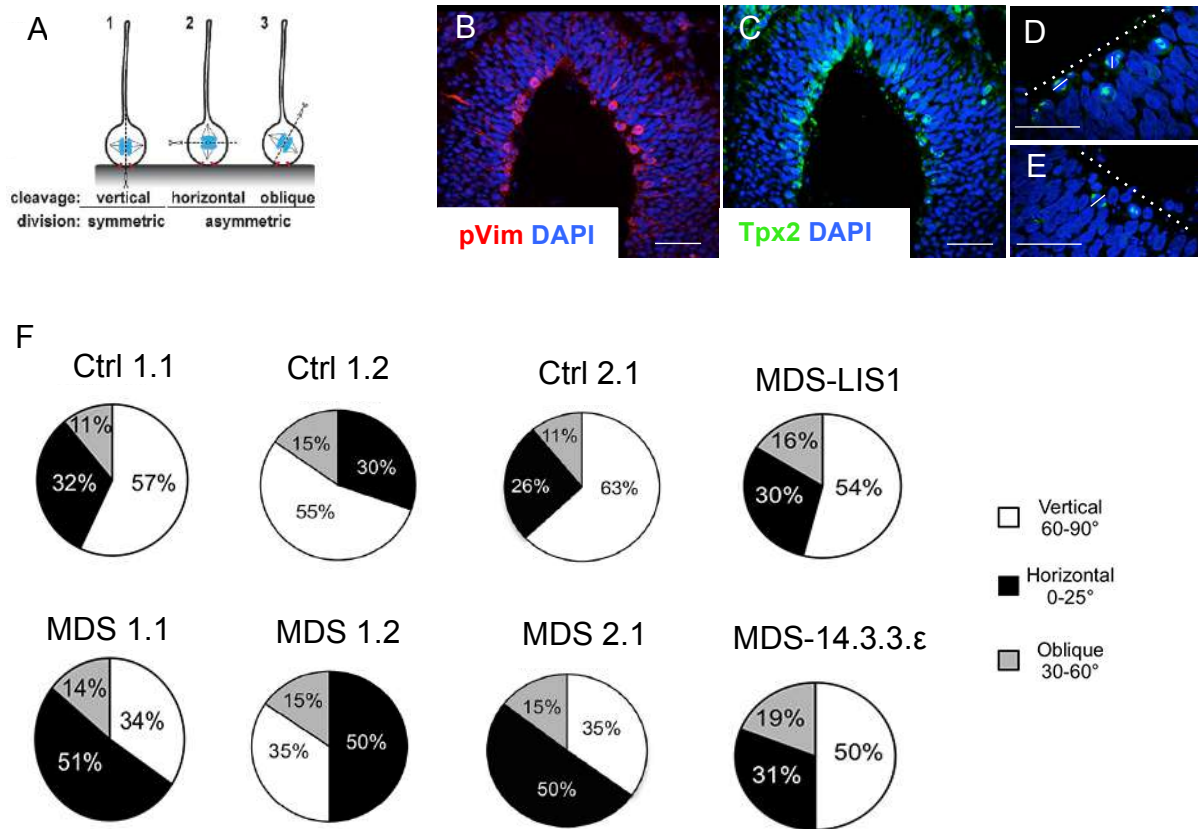 A
1 2 3
cleavage: vertical horizontal oblique
division: symmetric asymmetric
B
pVim DAPI
C
Tpx2 DAPI
D
E
F
Ctrl 1.1
11%
32% 57%
Ctrl 1.2
15%
30%
55%
Ctrl 2.1
11%
26% 63%
MDS-LIS1
16%
30% 54%
MDS 1.1
14%
34%
51%
MDS 1.2
15%
35% 50%
MDS 2.1
15%
35%
50%
MDS-14.3.3.ε
19%
50%
31%
Vertical
60-90°
Horizontal
0-25°
Oblique
30-60°